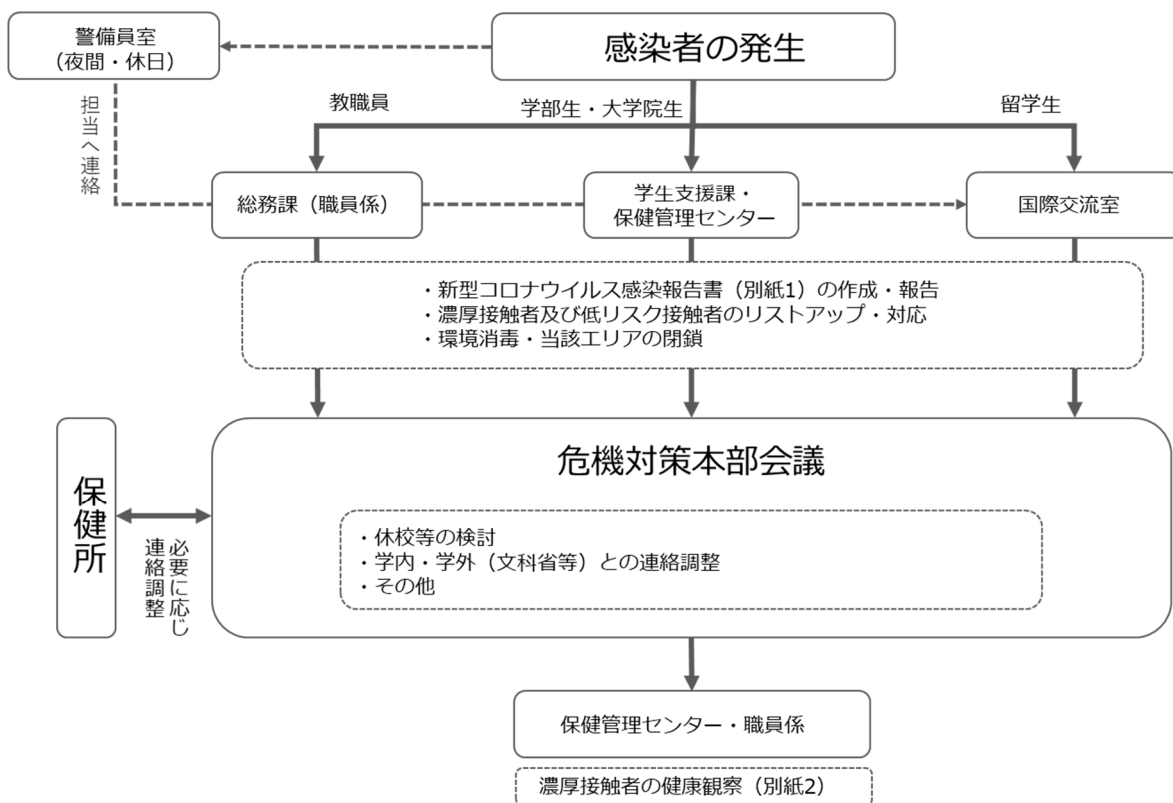 警備員室
(夜間・休日)
感染者の発生
担当へ連絡
教職員
学部生・大学院生
留学生
総務課（職員係）
学生支援課・
保健管理センター
国際交流室
・新型コロナウイルス感染報告書（別紙1）の作成・報告
・濃厚接触者及び低リスク接触者のリストアップ・対応
・環境消毒・当該エリアの閉鎖
保健所
必要に応じ
連絡調整
危機対策本部会議
・休校等の検討
・学内・学外（文科省等）との連絡調整
・その他
保健管理センター・職員係
濃厚接触者の健康観察（別紙2）